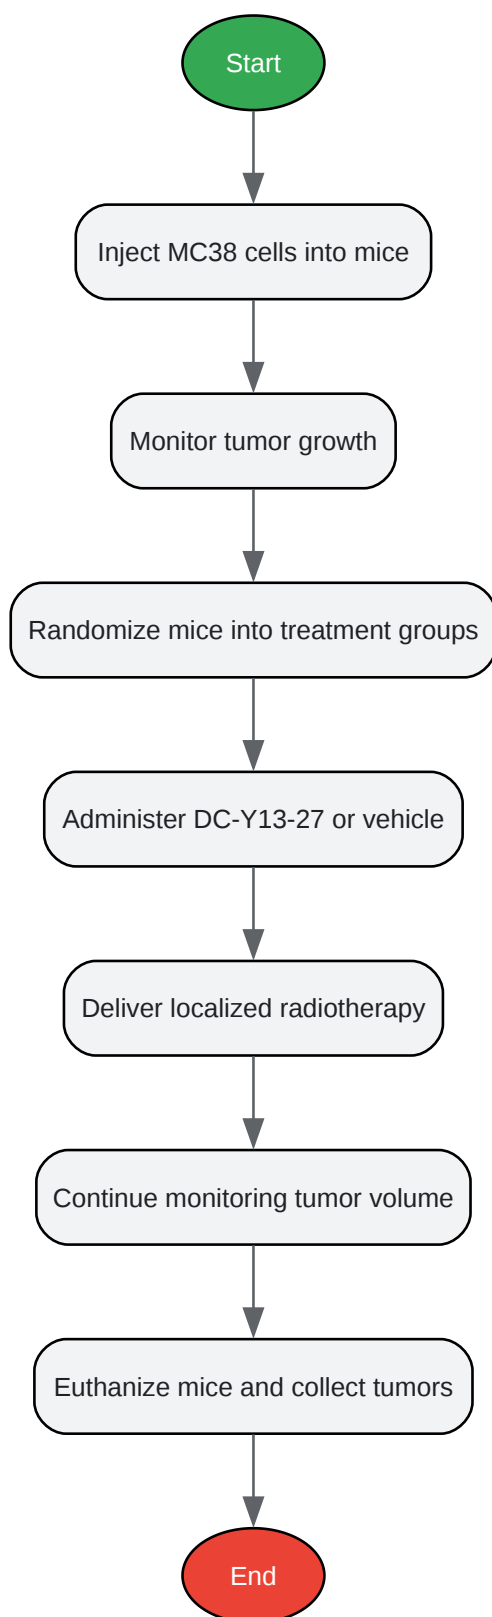 Start
Inject MC38 cells into mice
Monitor tumor growth
Randomize mice into treatment groups
Administer DC-Y13-27 or vehicle
Deliver localized radiotherapy
Continue monitoring tumor volume
Euthanize mice and collect tumors
End